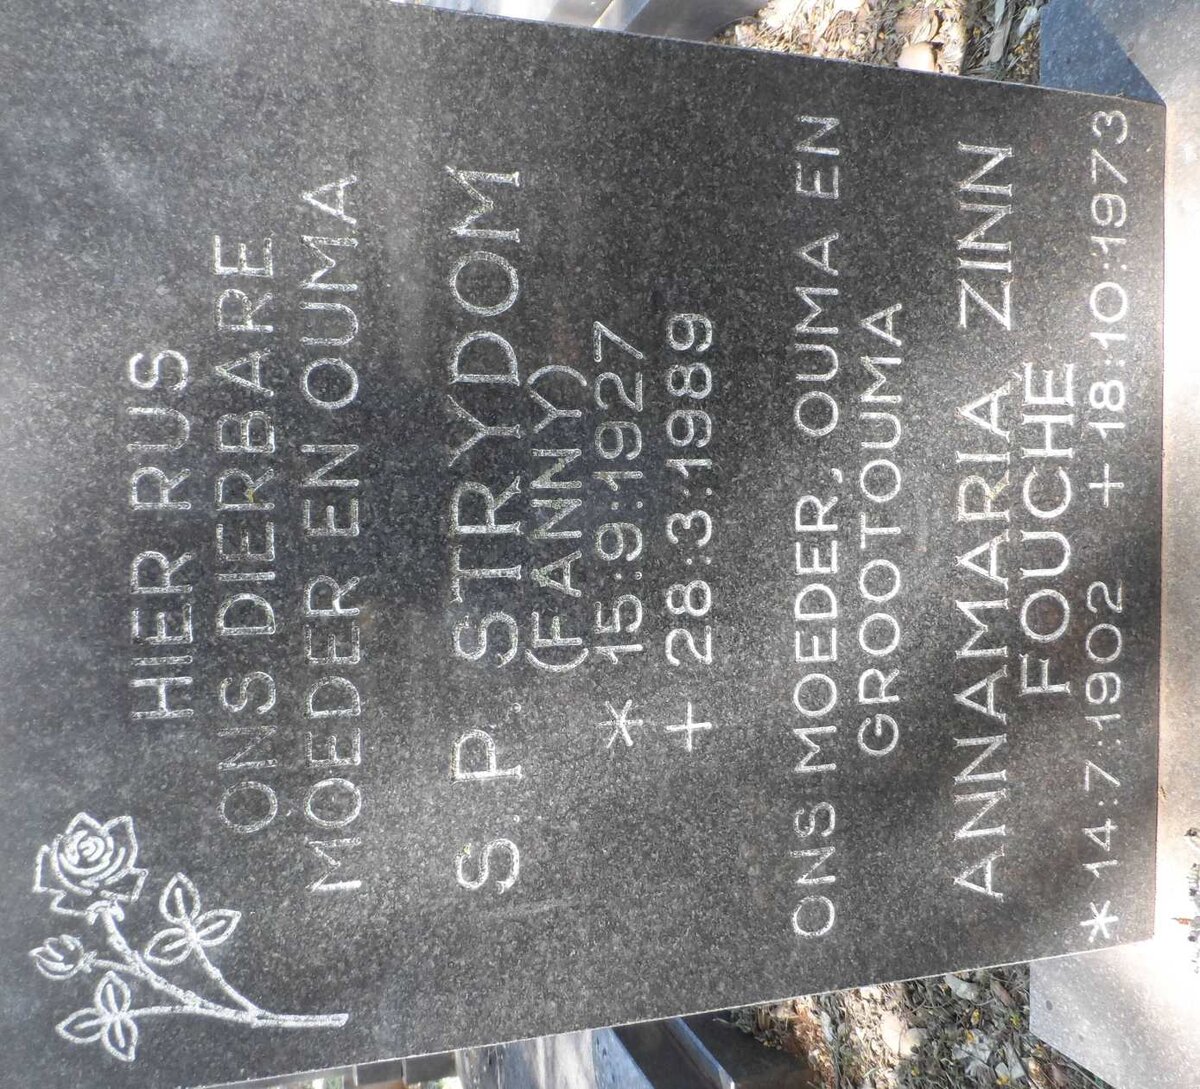 HIER RUS
ONS DIERBARE
MOEDER EN OUMA
S.P. STRYDOM
(FANNY)
* 15:9:1927
+ 28:3:1989
ONS MOEDER, OUMA EN
GROOTOUMA
ANNAMARIA ZINN
FOUCHÉ
* 14:7:1902 + 18:10:1973